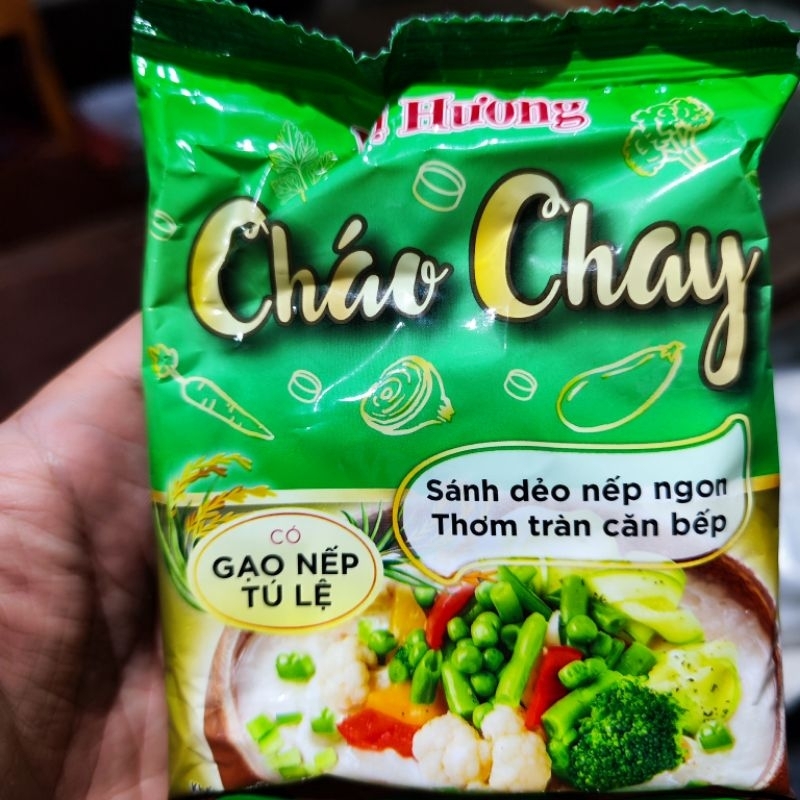 Hương
Cháo Chay
Sánh dẻo nếp ngon
Thơm tràn căn bếp
CÓ
GẠO NẾP
TÚ LỆ